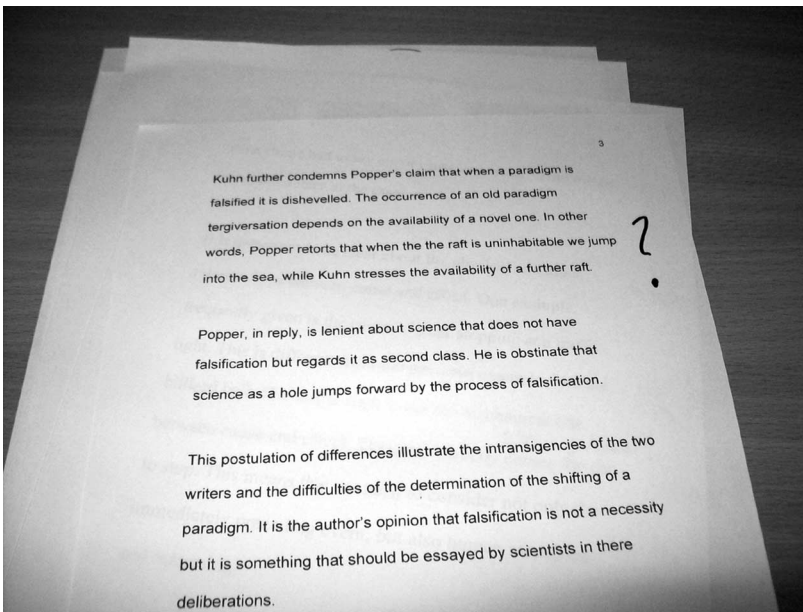 3
Kuhn further condemns Popper's claim that when a paradigm is
falsified it is dishevelled. The occurrence of an old paradigm
tergiversation depends on the availability of a novel one. In other
words, Popper retorts that when the the raft is uninhabitable we jump
into the sea, while Kuhn stresses the availability of a further raft.
?
Popper, in reply, is lenient about science that does not have
falsification but regards it as second class. He is obstinate that
science as a hole jumps forward by the process of falsification.
This postulation of differences illustrate the intransigencies of the two
writers and the difficulties of the determination of the shifting of a
paradigm. It is the author's opinion that falsification is not a necessity
but it is something that should be essayed by scientists in there
deliberations.